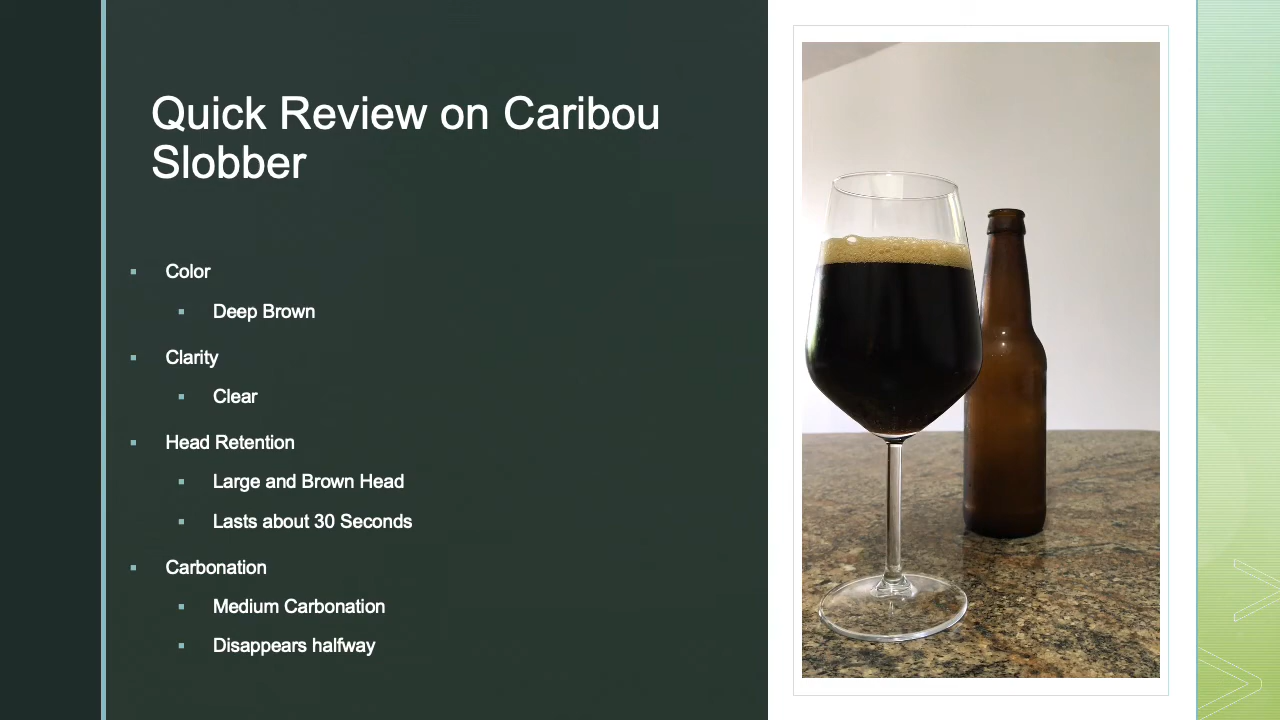 Quick Review on Caribou
Slobber
Color
Deep Brown
Clarity
Clear
Head Retention
Large and Brown Head
Lasts about 30 Seconds
Carbonation
Medium Carbonation
Disappears halfway